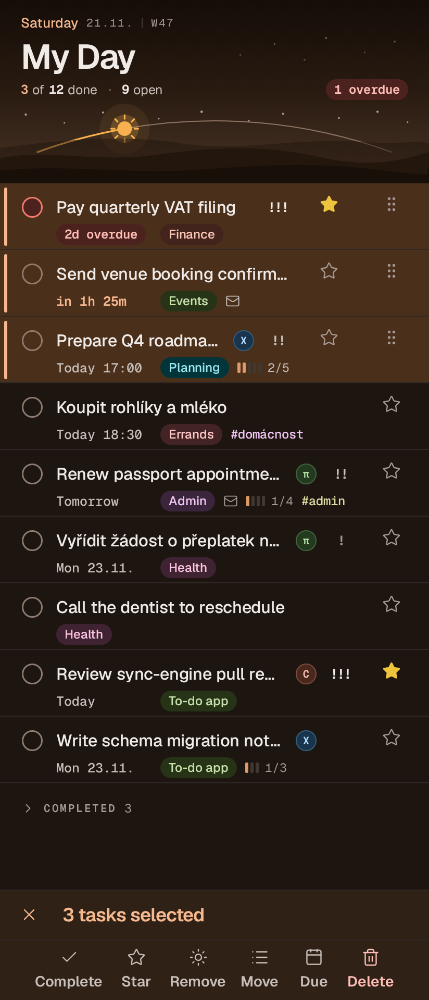 Saturday 21.11. | W47
My Day
3 of 12 done · 9 open
1 overdue
Pay quarterly VAT filing !!!
2d overdue Finance
Send venue booking confirm…
in 1h 25m Events
Prepare Q4 roadma… X !!
Today 17:00 Planning 2/5
Koupit rohlíky a mléko
Today 18:30 Errands #domácnost
Renew passport appointme… π !!
Tomorrow Admin 1/4 #admin
Vyřídit žádost o přeplatek n… π !
Mon 23.11. Health
Call the dentist to reschedule
Health
Review sync-engine pull re… C !!!
Today To-do app
Write schema migration not… X
Mon 23.11. To-do app 1/3
COMPLETED 3
3 tasks selected
Complete Star Remove Move Due Delete